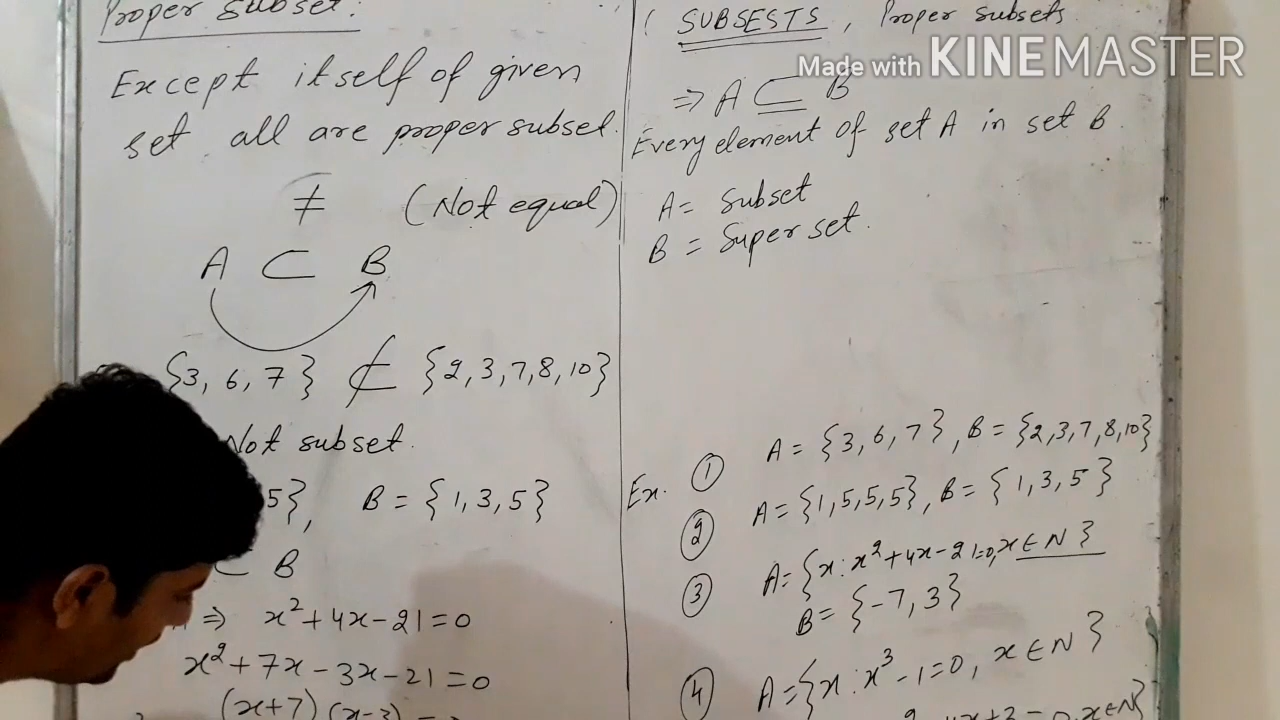 Proper subset:
Except itself of given
set all are proper subset.
≠ (Not equal)
A ⊂ B
{3, 6, 7} ⊄ {2, 3, 7, 8, 10}
Not subset.
5}, B = {1, 3, 5}
⊂ B
⇒ x² + 4x - 21 = 0
x² + 7x - 3x - 21 = 0
(x+7) (x-3) =
SUBSESTS, Proper subsets
Made with KINEMASTER
⇒ A ⊆ B
Every element of set A in set B.
A = Subset
B = Super set.
Ex. ① A = {3, 6, 7}, B = {2, 3, 7, 8, 10}
② A = {1, 5, 5, 5}, B = {1, 3, 5}
③ A = {x : x² + 4x - 21 = 0, x ∈ N}
B = {-7, 3}
④ A = {x : x³ - 1 = 0, x ∈ N}